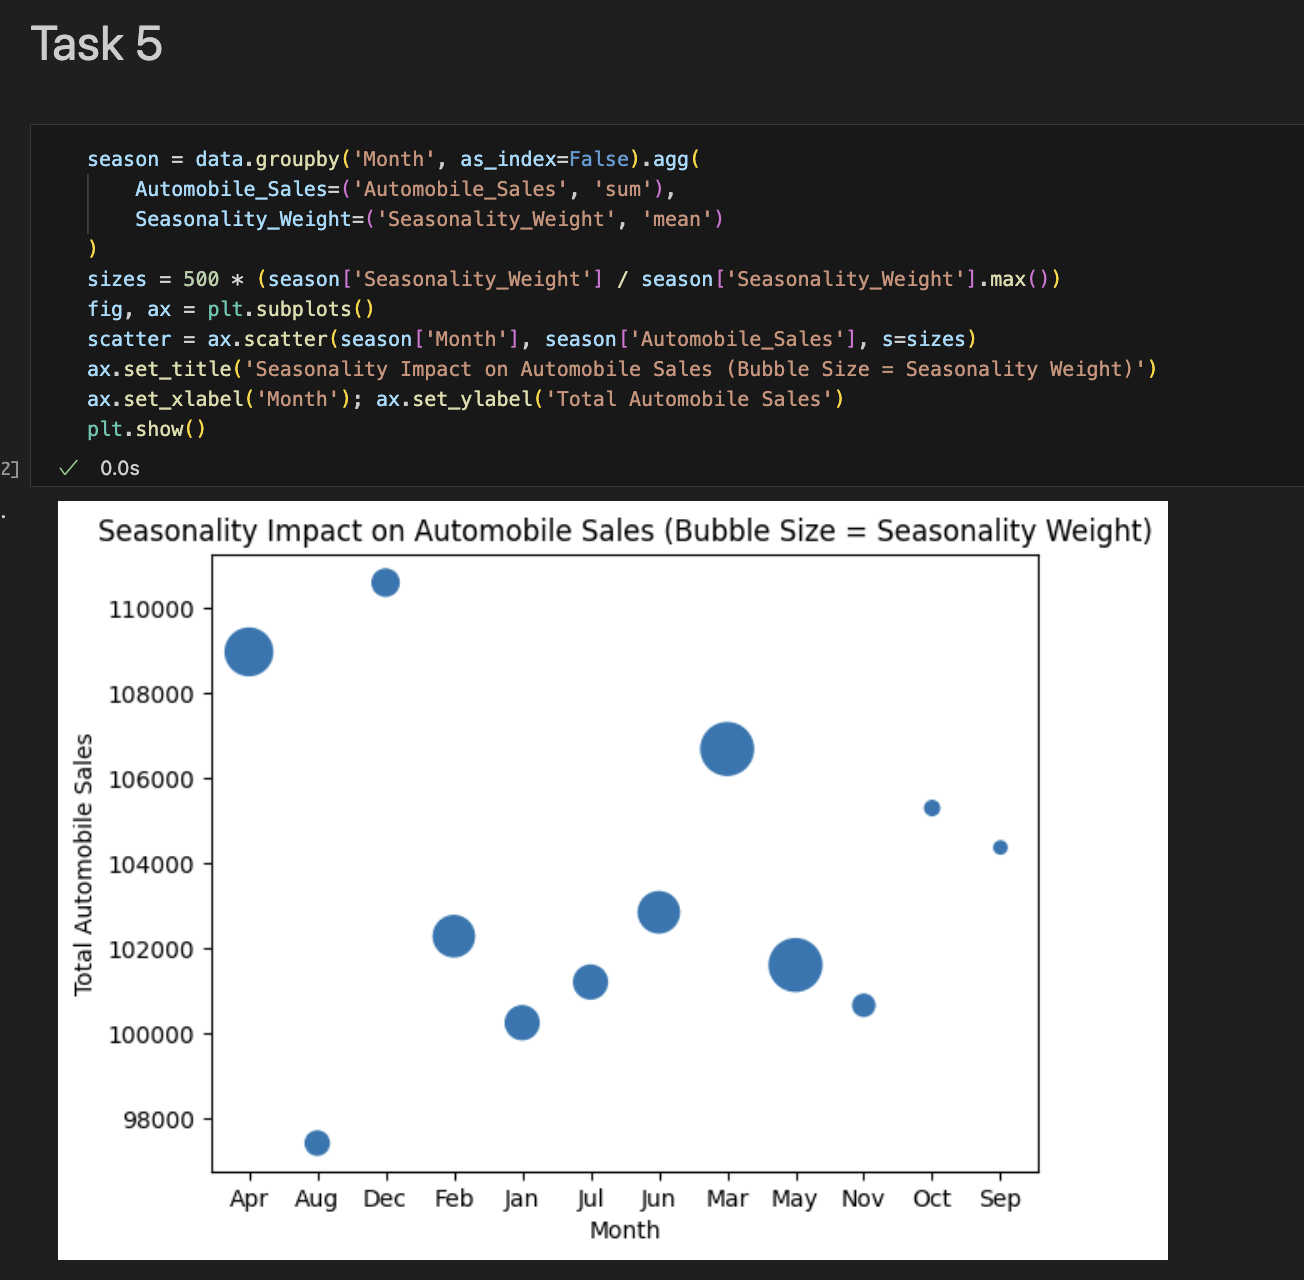 Task 5
season = data.groupby('Month', as_index=False).agg(
    Automobile_Sales=('Automobile_Sales', 'sum'),
    Seasonality_Weight=('Seasonality_Weight', 'mean')
)
sizes = 500 * (season['Seasonality_Weight'] / season['Seasonality_Weight'].max())
fig, ax = plt.subplots()
scatter = ax.scatter(season['Month'], season['Automobile_Sales'], s=sizes)
ax.set_title('Seasonality Impact on Automobile Sales (Bubble Size = Seasonality Weight)')
ax.set_xlabel('Month'); ax.set_ylabel('Total Automobile Sales')
plt.show()
2] ✓ 0.0s
Seasonality Impact on Automobile Sales (Bubble Size = Seasonality Weight)
Total Automobile Sales
110000
108000
106000
104000
102000
100000
98000
Apr Aug Dec Feb Jan Jul Jun Mar May Nov Oct Sep
Month